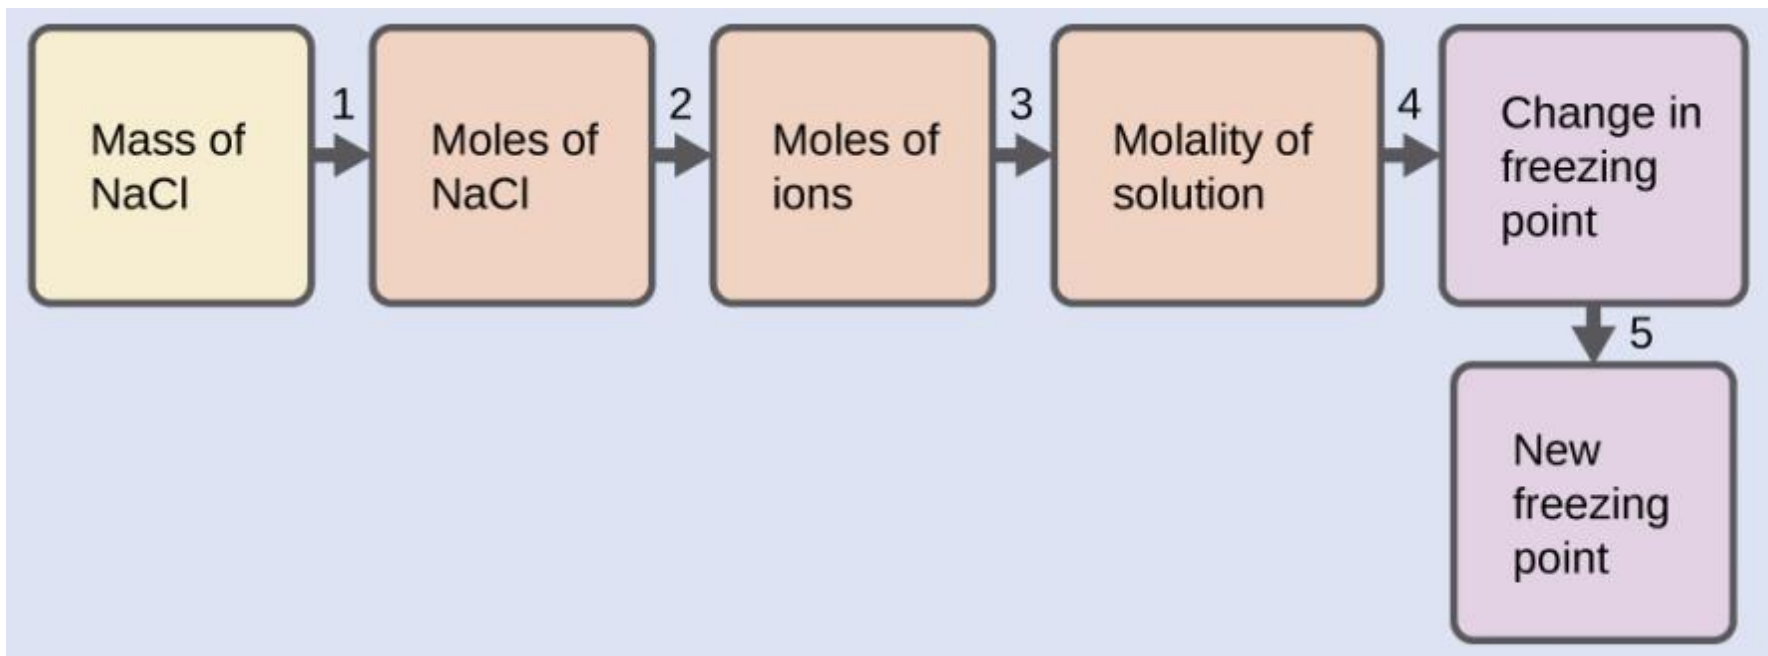 Mass of
NaCl
1
Moles of
NaCl
2
Moles of
ions
3
Molality of
solution
4
Change in
freezing
point
5
New
freezing
point